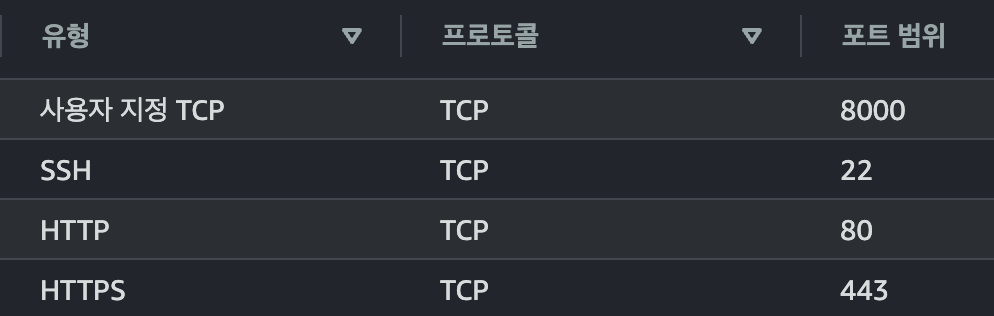 유형 프로토콜 포트 범위
사용자 지정 TCP TCP 8000
SSH TCP 22
HTTP TCP 80
HTTPS TCP 443